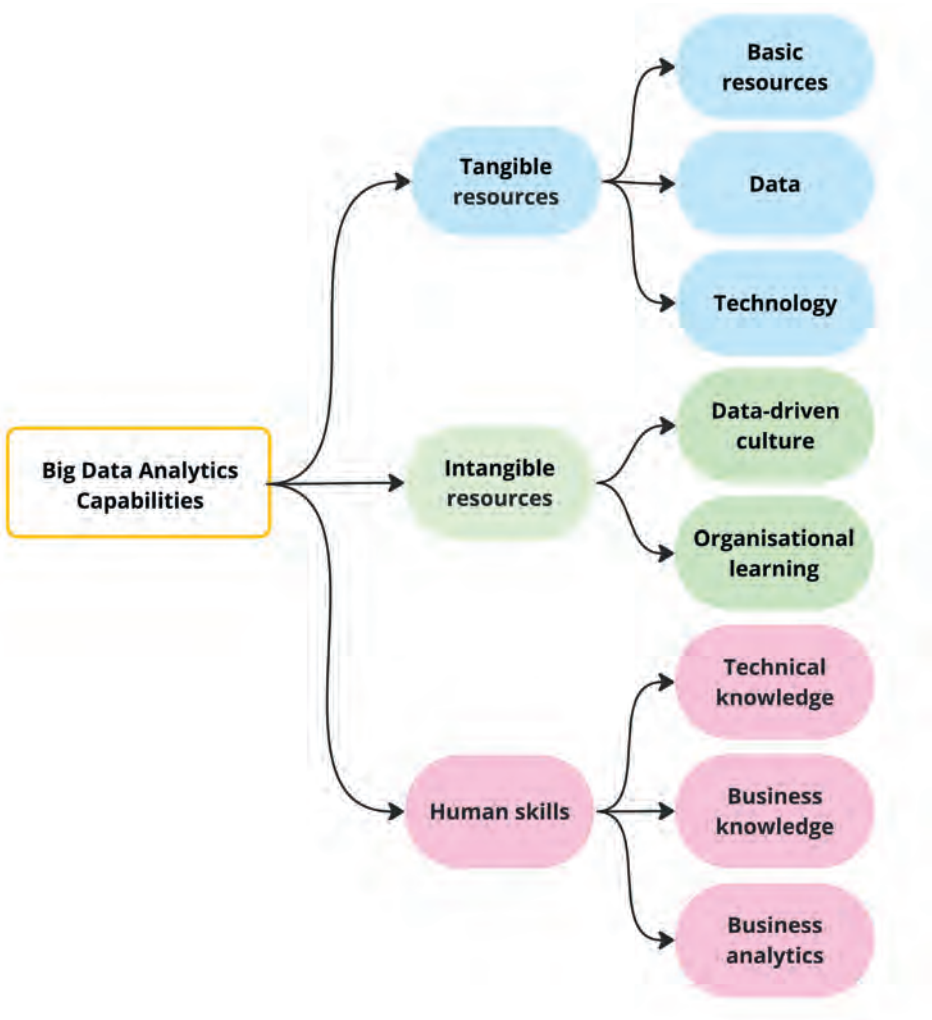 Basic
resources
Tangible
resources
Data
Technology
Data-driven
culture
Big Data Analytics
Capabilities
Intangible
resources
Organisational
learning
Technical
knowledge
Human skills
Business
knowledge
Business
analytics